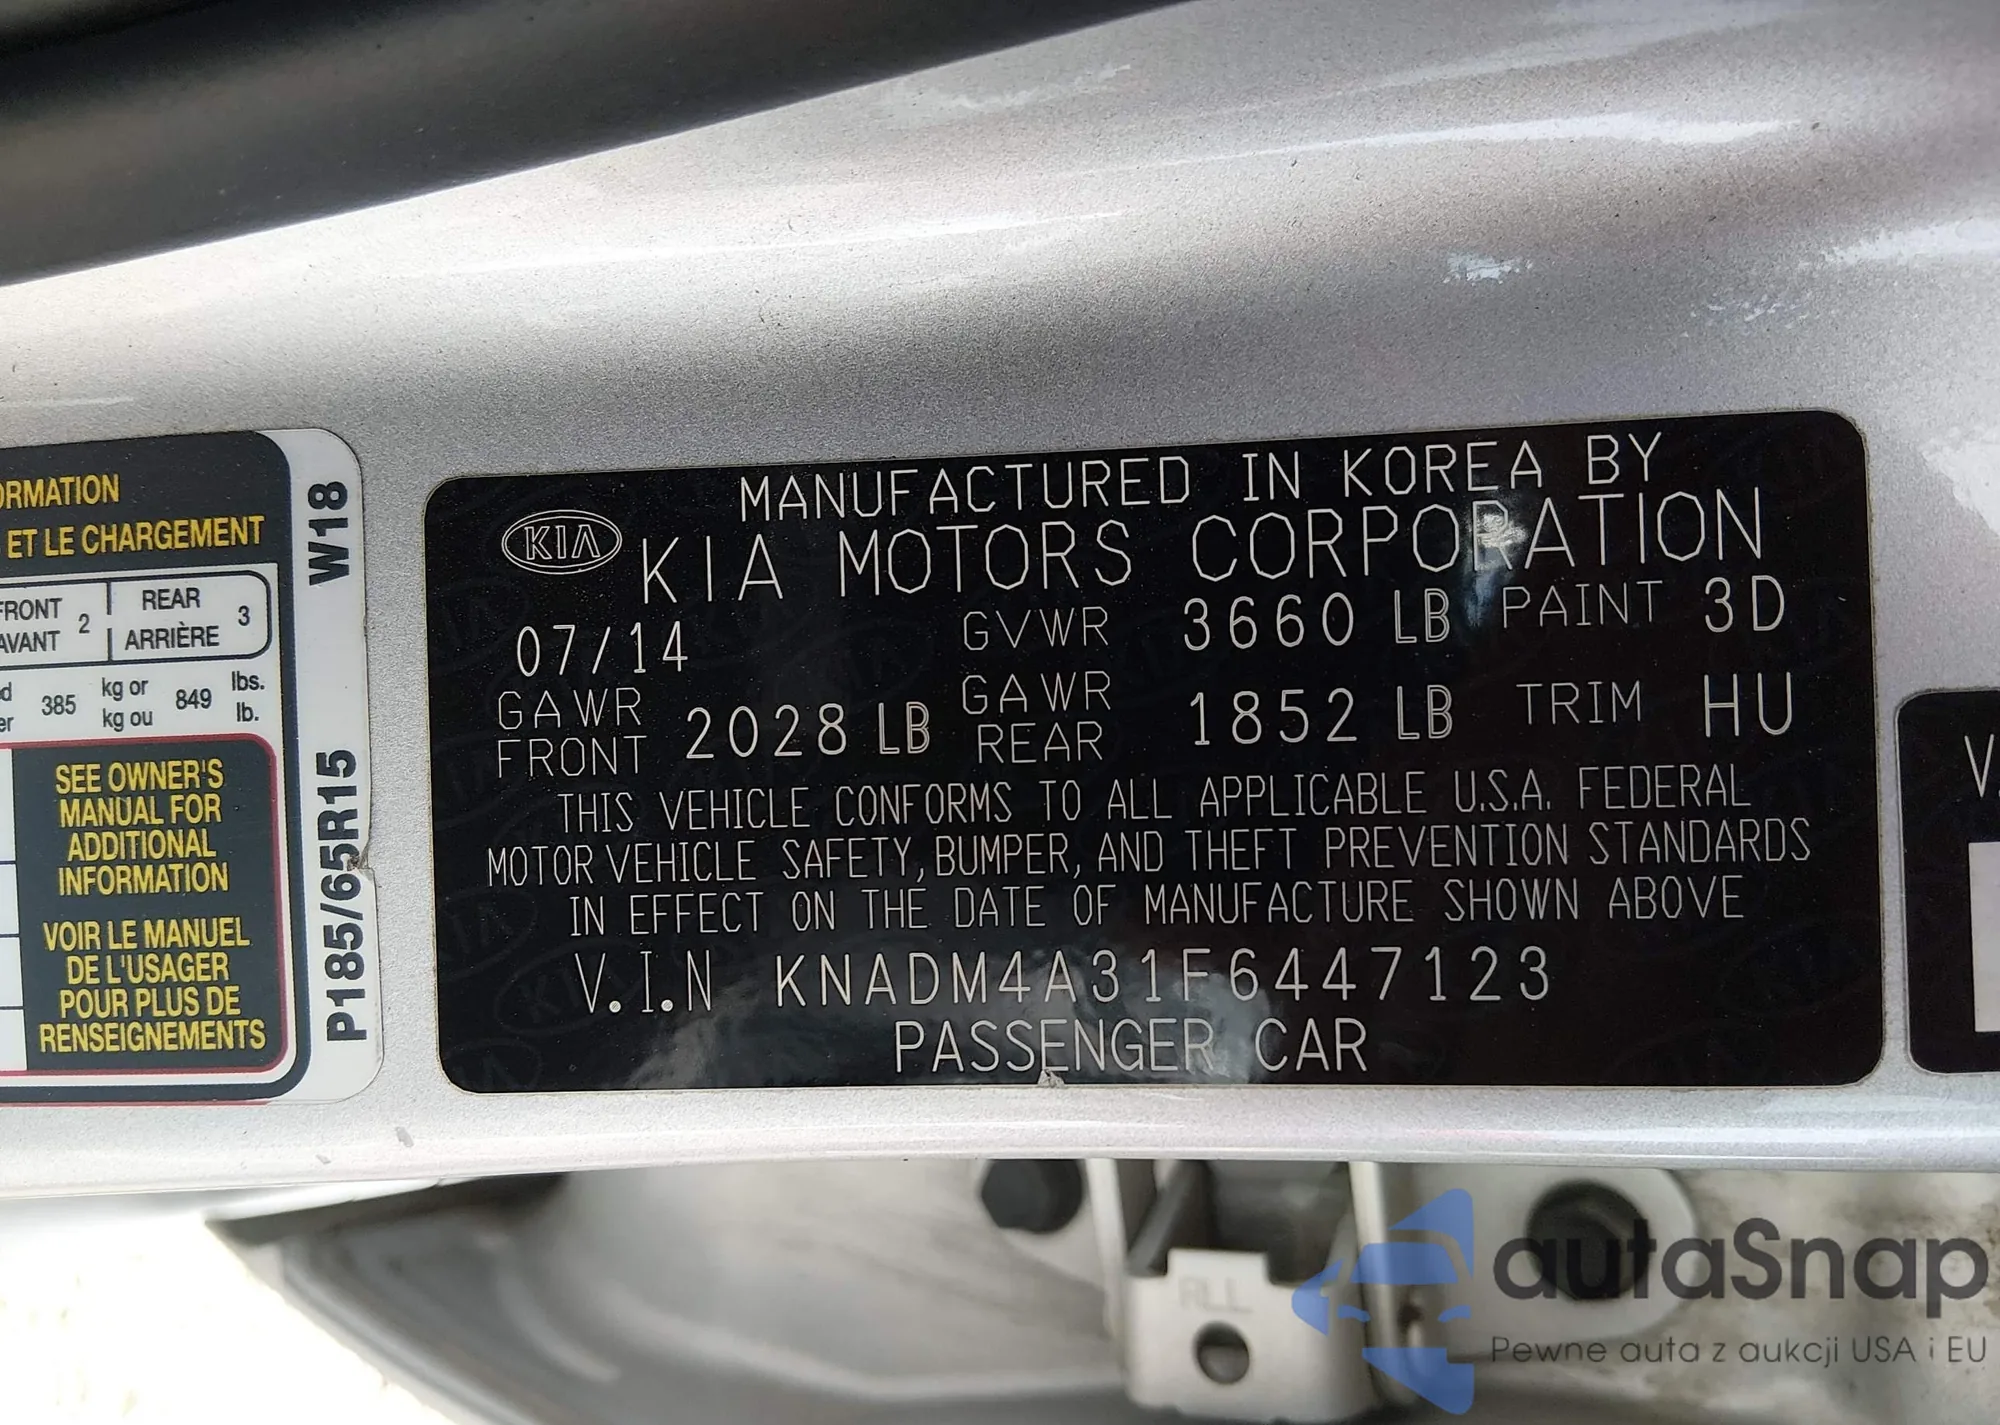 ORMATION
ET LE CHARGEMENT
FRONT
AVANT 2
REAR
ARRIÈRE 3
385 kg or
kg ou 849 lbs.
lb.
SEE OWNER'S
MANUAL FOR
ADDITIONAL
INFORMATION
VOIR LE MANUEL
DE L'USAGER
POUR PLUS DE
RENSEIGNEMENTS
P185/65R15 W18
MANUFACTURED IN KOREA BY
KIA KIA MOTORS CORPORATION
07/14 GVWR 3660 LB PAINT 3D
GAWR
FRONT 2028 LB GAWR
REAR 1852 LB TRIM HU
THIS VEHICLE CONFORMS TO ALL APPLICABLE U.S.A. FEDERAL
MOTOR VEHICLE SAFETY, BUMPER, AND THEFT PREVENTION STANDARDS
IN EFFECT ON THE DATE OF MANUFACTURE SHOWN ABOVE
V.I.N KNADM4A31F6447123
PASSENGER CAR
V.
RLL
autaSnap
Pewne auta z aukcji USA i EU